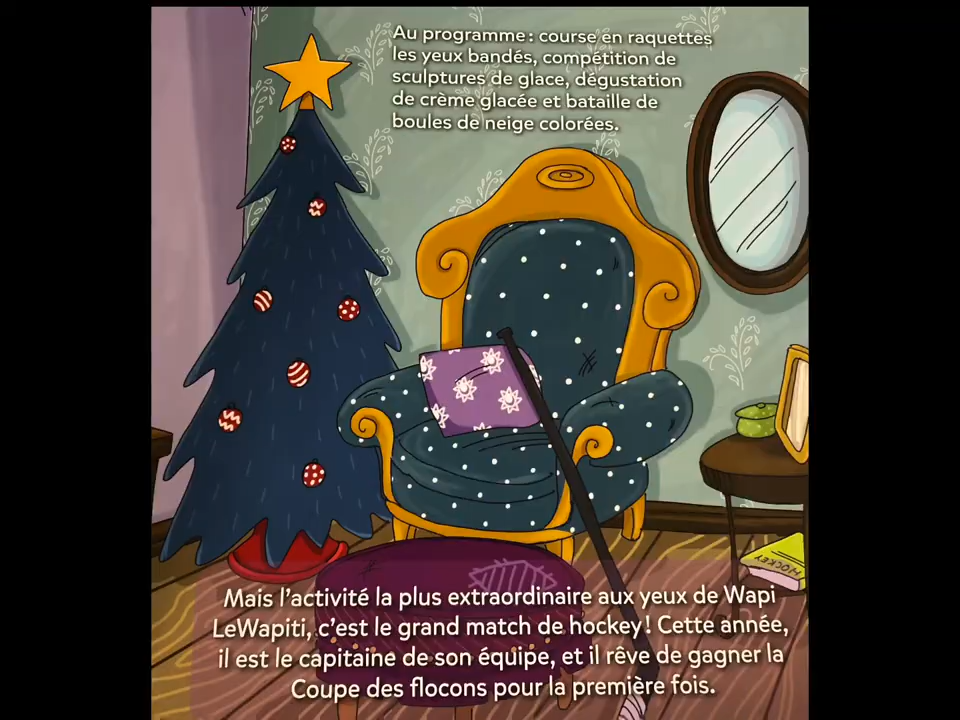 Au programme : course en raquettes
les yeux bandés, compétition de
sculptures de glace, dégustation
de crème glacée et bataille de
boules de neige colorées.
HOCKEY
Mais l'activité la plus extraordinaire aux yeux de Wapi
LeWapiti, c'est le grand match de hockey ! Cette année,
il est le capitaine de son équipe, et il rêve de gagner la
Coupe des flocons pour la première fois.